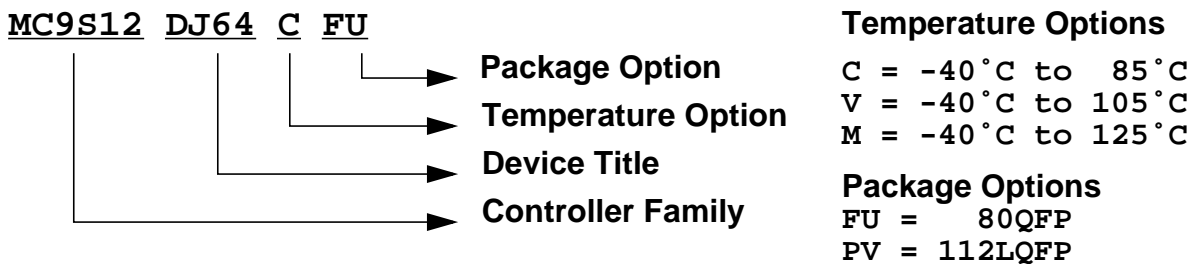 MC9S12 DJ64 C FU
Package Option
Temperature Option
Device Title
Controller Family
Temperature Options
C = -40˚C to 85˚C
V = -40˚C to 105˚C
M = -40˚C to 125˚C
Package Options
FU = 80QFP
PV = 112LQFP